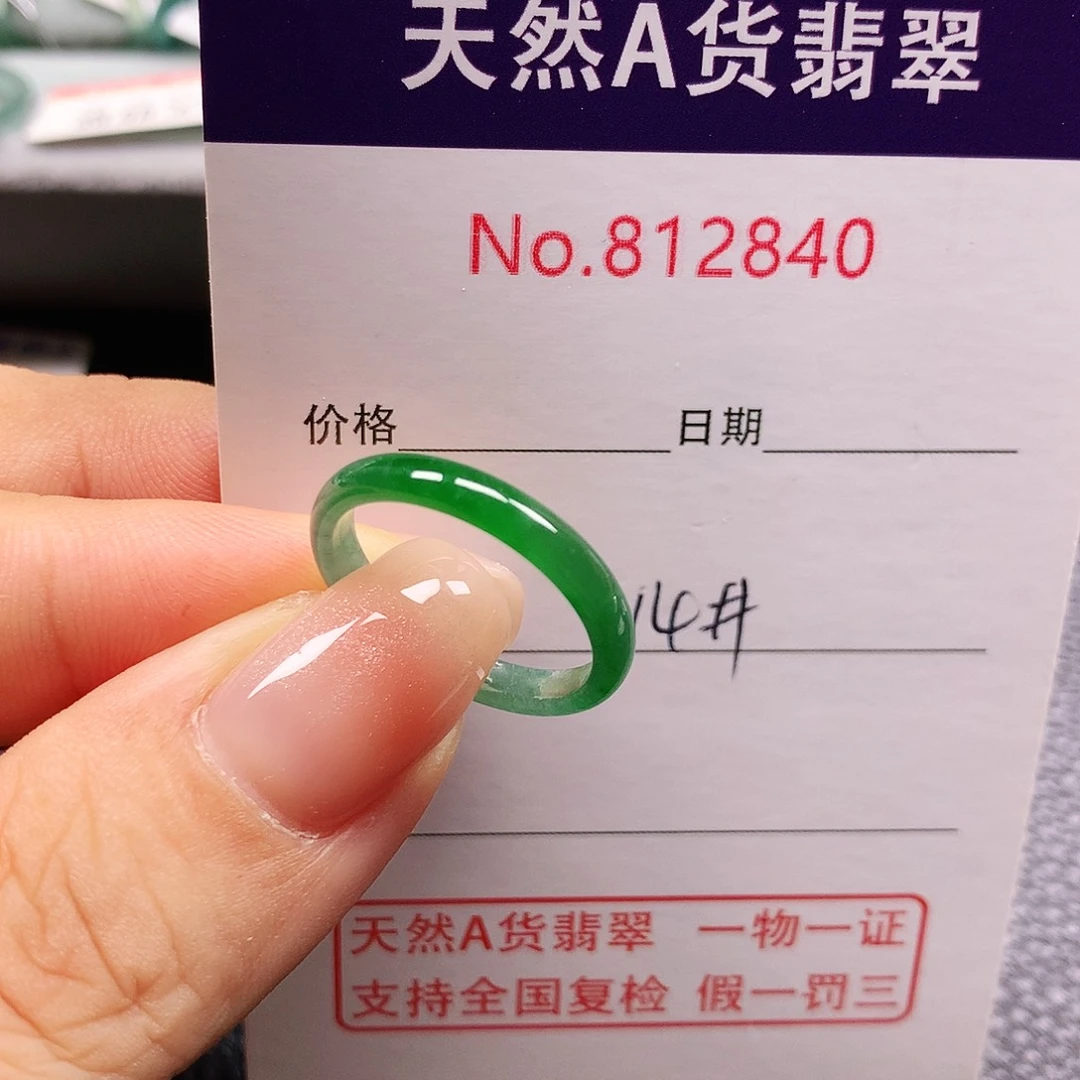 天然A货翡翠
No.812840
价格 日期
14#
天然A货翡翠 一物一证
支持全国复检 假一罚三